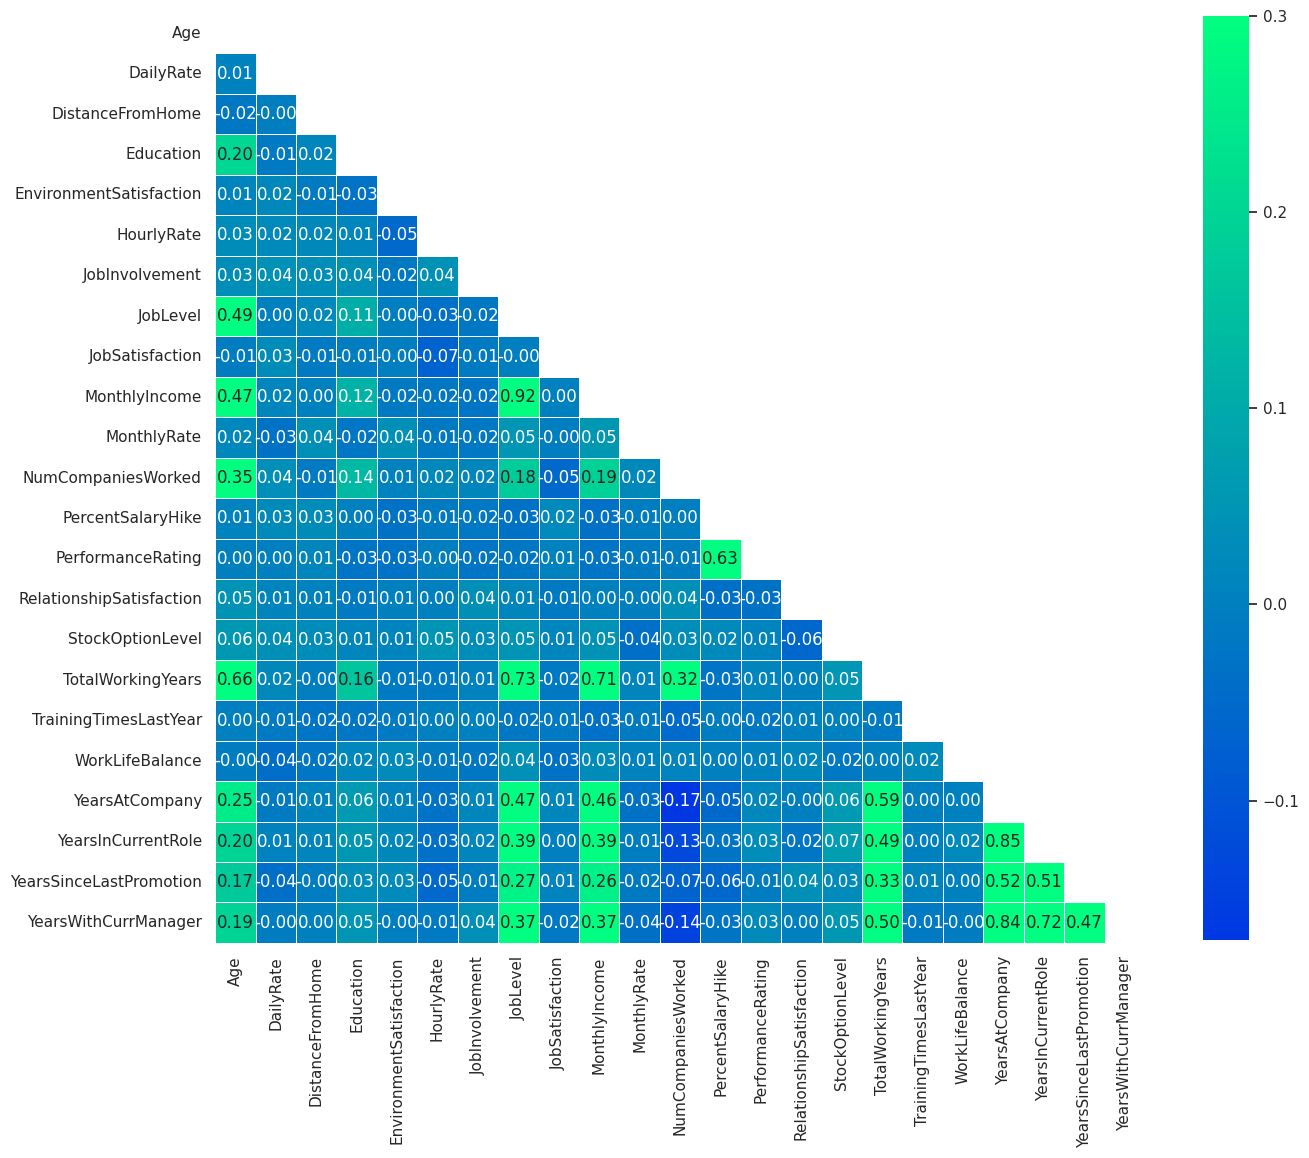 Age
DailyRate 0.01
DistanceFromHome -0.02 -0.00
Education 0.20 -0.01 0.02
EnvironmentSatisfaction 0.01 0.02 -0.01 -0.03
HourlyRate 0.03 0.02 0.02 0.01 -0.05
JobInvolvement 0.03 0.04 0.03 0.04 -0.02 0.04
JobLevel 0.49 0.00 0.02 0.11 -0.00 -0.03 -0.02
JobSatisfaction -0.01 0.03 -0.01 -0.01 -0.00 -0.07 -0.01 -0.00
MonthlyIncome 0.47 0.02 0.00 0.12 -0.02 -0.02 -0.02 0.92 0.00
MonthlyRate 0.02 -0.03 0.04 -0.02 0.04 -0.01 -0.02 0.05 -0.00 0.05
NumCompaniesWorked 0.35 0.04 -0.01 0.14 0.01 0.02 0.02 0.18 -0.05 0.19 0.02
PercentSalaryHike 0.01 0.03 0.03 0.00 -0.03 -0.01 -0.02 -0.03 0.02 -0.03 -0.01 0.00
PerformanceRating 0.00 0.00 0.01 -0.03 -0.03 -0.00 -0.02 -0.02 0.01 -0.03 -0.01 -0.01 0.63
RelationshipSatisfaction 0.05 0.01 0.01 -0.01 0.01 0.00 0.04 0.01 -0.01 0.00 -0.00 0.04 -0.03 -0.03
StockOptionLevel 0.06 0.04 0.03 0.01 0.01 0.05 0.03 0.05 0.01 0.05 -0.04 0.03 0.02 0.01 -0.06
TotalWorkingYears 0.66 0.02 -0.00 0.16 -0.01 -0.01 0.01 0.73 -0.02 0.71 0.01 0.32 -0.03 0.01 0.00 0.05
TrainingTimesLastYear 0.00 -0.01 -0.02 -0.02 -0.01 0.00 0.00 -0.02 -0.01 -0.03 -0.01 -0.05 -0.00 -0.02 0.01 0.00 -0.01
WorkLifeBalance -0.00 -0.04 -0.02 0.02 0.03 -0.01 -0.02 0.04 -0.03 0.03 0.01 0.01 0.00 0.01 0.02 -0.02 0.00 0.02
YearsAtCompany 0.25 -0.01 0.01 0.06 0.01 -0.03 0.01 0.47 0.01 0.46 -0.03 -0.17 -0.05 0.02 -0.00 0.06 0.59 0.00 0.00
YearsInCurrentRole 0.20 0.01 0.01 0.05 0.02 -0.03 0.02 0.39 0.00 0.39 -0.01 -0.13 -0.03 0.03 -0.02 0.07 0.49 0.00 0.02 0.85
YearsSinceLastPromotion 0.17 -0.04 -0.00 0.03 0.03 -0.05 -0.01 0.27 0.01 0.26 -0.02 -0.07 -0.06 -0.01 0.04 0.03 0.33 0.01 0.00 0.52 0.51
YearsWithCurrManager 0.19 -0.00 0.00 0.05 -0.00 -0.01 0.04 0.37 -0.02 0.37 -0.04 -0.14 -0.03 0.03 0.00 0.05 0.50 -0.01 -0.00 0.84 0.72 0.47
Age
DailyRate
DistanceFromHome
Education
EnvironmentSatisfaction
HourlyRate
JobInvolvement
JobLevel
JobSatisfaction
MonthlyIncome
MonthlyRate
NumCompaniesWorked
PercentSalaryHike
PerformanceRating
RelationshipSatisfaction
StockOptionLevel
TotalWorkingYears
TrainingTimesLastYear
WorkLifeBalance
YearsAtCompany
YearsInCurrentRole
YearsSinceLastPromotion
YearsWithCurrManager
0.3
0.2
0.1
0.0
−0.1